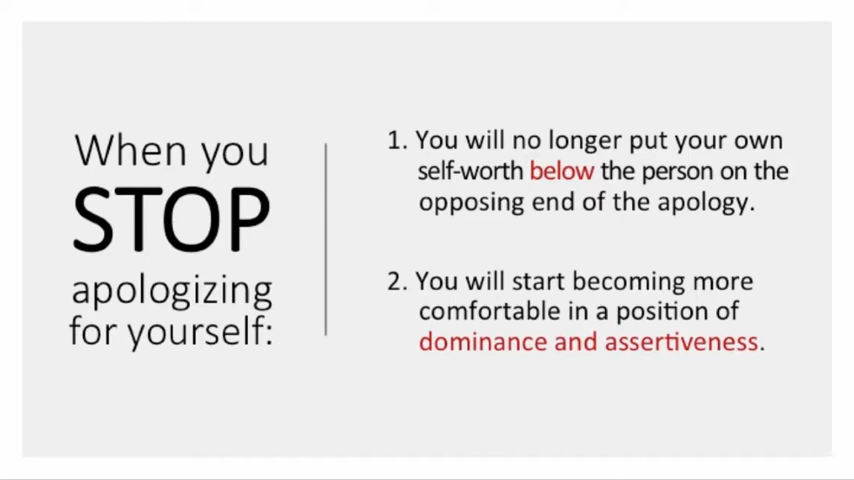 When you
STOP
apologizing
for yourself:
1. You will no longer put your own
self-worth below the person on the
opposing end of the apology.
2. You will start becoming more
comfortable in a position of
dominance and assertiveness.